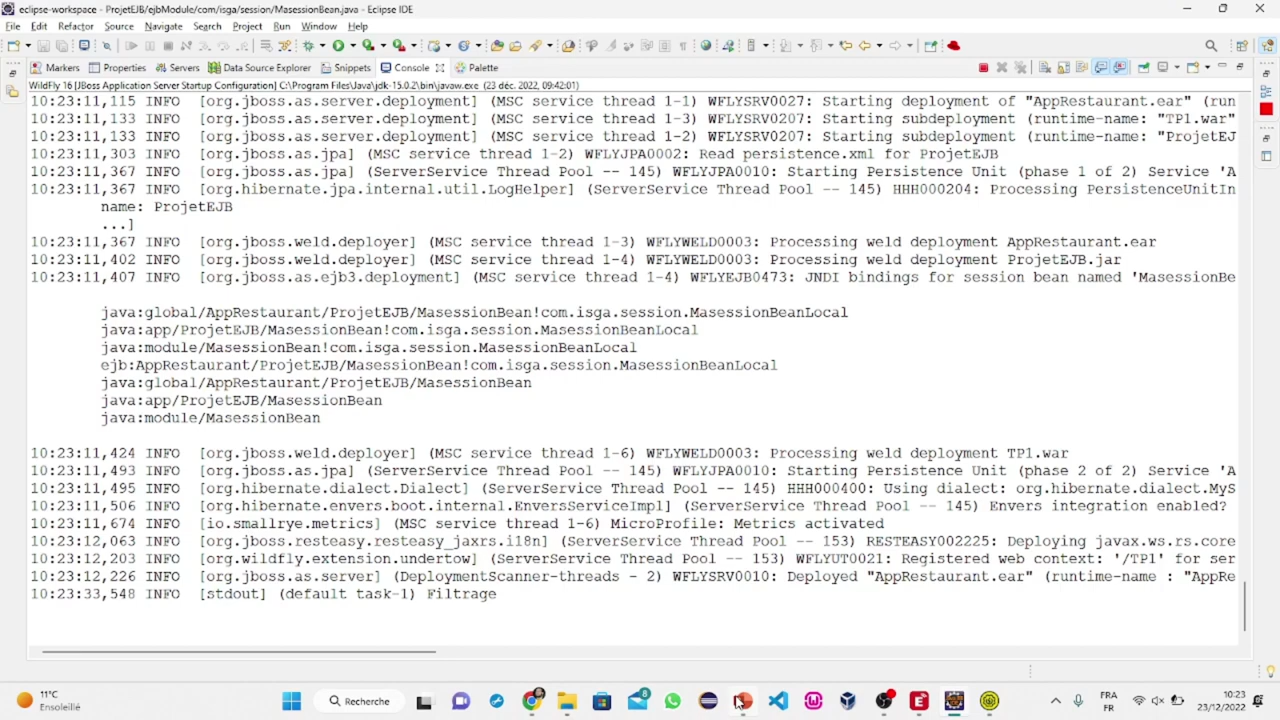 eclipse-workspace - ProjetEJB/ejbModule/com/isga/session/MasessionBean.java - Eclipse IDE
File Edit Refactor Source Navigate Search Project Run Window Help
Markers Properties Servers Data Source Explorer Snippets Console Palette
WildFly 16 [JBoss Application Server Startup Configuration] C:\Program Files\Java\jdk-15.0.2\bin\javaw.exe (23 déc. 2022, 09:42:01)
10:23:11,115 INFO [org.jboss.as.server.deployment] (MSC service thread 1-1) WFLYSRV0027: Starting deployment of "AppRestaurant.ear" (run
10:23:11,133 INFO [org.jboss.as.server.deployment] (MSC service thread 1-3) WFLYSRV0207: Starting subdeployment (runtime-name: "TP1.war"
10:23:11,133 INFO [org.jboss.as.server.deployment] (MSC service thread 1-2) WFLYSRV0207: Starting subdeployment (runtime-name: "ProjetEJ
10:23:11,303 INFO [org.jboss.as.jpa] (MSC service thread 1-2) WFLYJPA0002: Read persistence.xml for ProjetEJB
10:23:11,367 INFO [org.jboss.as.jpa] (ServerService Thread Pool -- 145) WFLYJPA0010: Starting Persistence Unit (phase 1 of 2) Service 'A
10:23:11,367 INFO [org.hibernate.jpa.internal.util.LogHelper] (ServerService Thread Pool -- 145) HHH000204: Processing PersistenceUnitIn
name: ProjetEJB
...]
10:23:11,367 INFO [org.jboss.weld.deployer] (MSC service thread 1-3) WFLYWELD0003: Processing weld deployment AppRestaurant.ear
10:23:11,402 INFO [org.jboss.weld.deployer] (MSC service thread 1-4) WFLYWELD0003: Processing weld deployment ProjetEJB.jar
10:23:11,407 INFO [org.jboss.as.ejb3.deployment] (MSC service thread 1-4) WFLYEJB0473: JNDI bindings for session bean named 'MasessionBe
java:global/AppRestaurant/ProjetEJB/MasessionBean!com.isga.session.MasessionBeanLocal
java:app/ProjetEJB/MasessionBean!com.isga.session.MasessionBeanLocal
java:module/MasessionBean!com.isga.session.MasessionBeanLocal
ejb:AppRestaurant/ProjetEJB/MasessionBean!com.isga.session.MasessionBeanLocal
java:global/AppRestaurant/ProjetEJB/MasessionBean
java:app/ProjetEJB/MasessionBean
java:module/MasessionBean
10:23:11,424 INFO [org.jboss.weld.deployer] (MSC service thread 1-6) WFLYWELD0003: Processing weld deployment TP1.war
10:23:11,493 INFO [org.jboss.as.jpa] (ServerService Thread Pool -- 145) WFLYJPA0010: Starting Persistence Unit (phase 2 of 2) Service 'A
10:23:11,495 INFO [org.hibernate.dialect.Dialect] (ServerService Thread Pool -- 145) HHH000400: Using dialect: org.hibernate.dialect.MyS
10:23:11,506 INFO [org.hibernate.envers.boot.internal.EnversServiceImpl] (ServerService Thread Pool -- 145) Envers integration enabled?
10:23:11,674 INFO [io.smallrye.metrics] (MSC service thread 1-6) MicroProfile: Metrics activated
10:23:12,063 INFO [org.jboss.resteasy.resteasy_jaxrs.i18n] (ServerService Thread Pool -- 153) RESTEASY002225: Deploying javax.ws.rs.core
10:23:12,203 INFO [org.wildfly.extension.undertow] (ServerService Thread Pool -- 153) WFLYUT0021: Registered web context: '/TP1' for ser
10:23:12,226 INFO [org.jboss.as.server] (DeploymentScanner-threads - 2) WFLYSRV0010: Deployed "AppRestaurant.ear" (runtime-name : "AppRe
10:23:33,548 INFO [stdout] (default task-1) Filtrage
11°C
Ensoleillé
Recherche
8
FRA
FR
10:23
23/12/2022